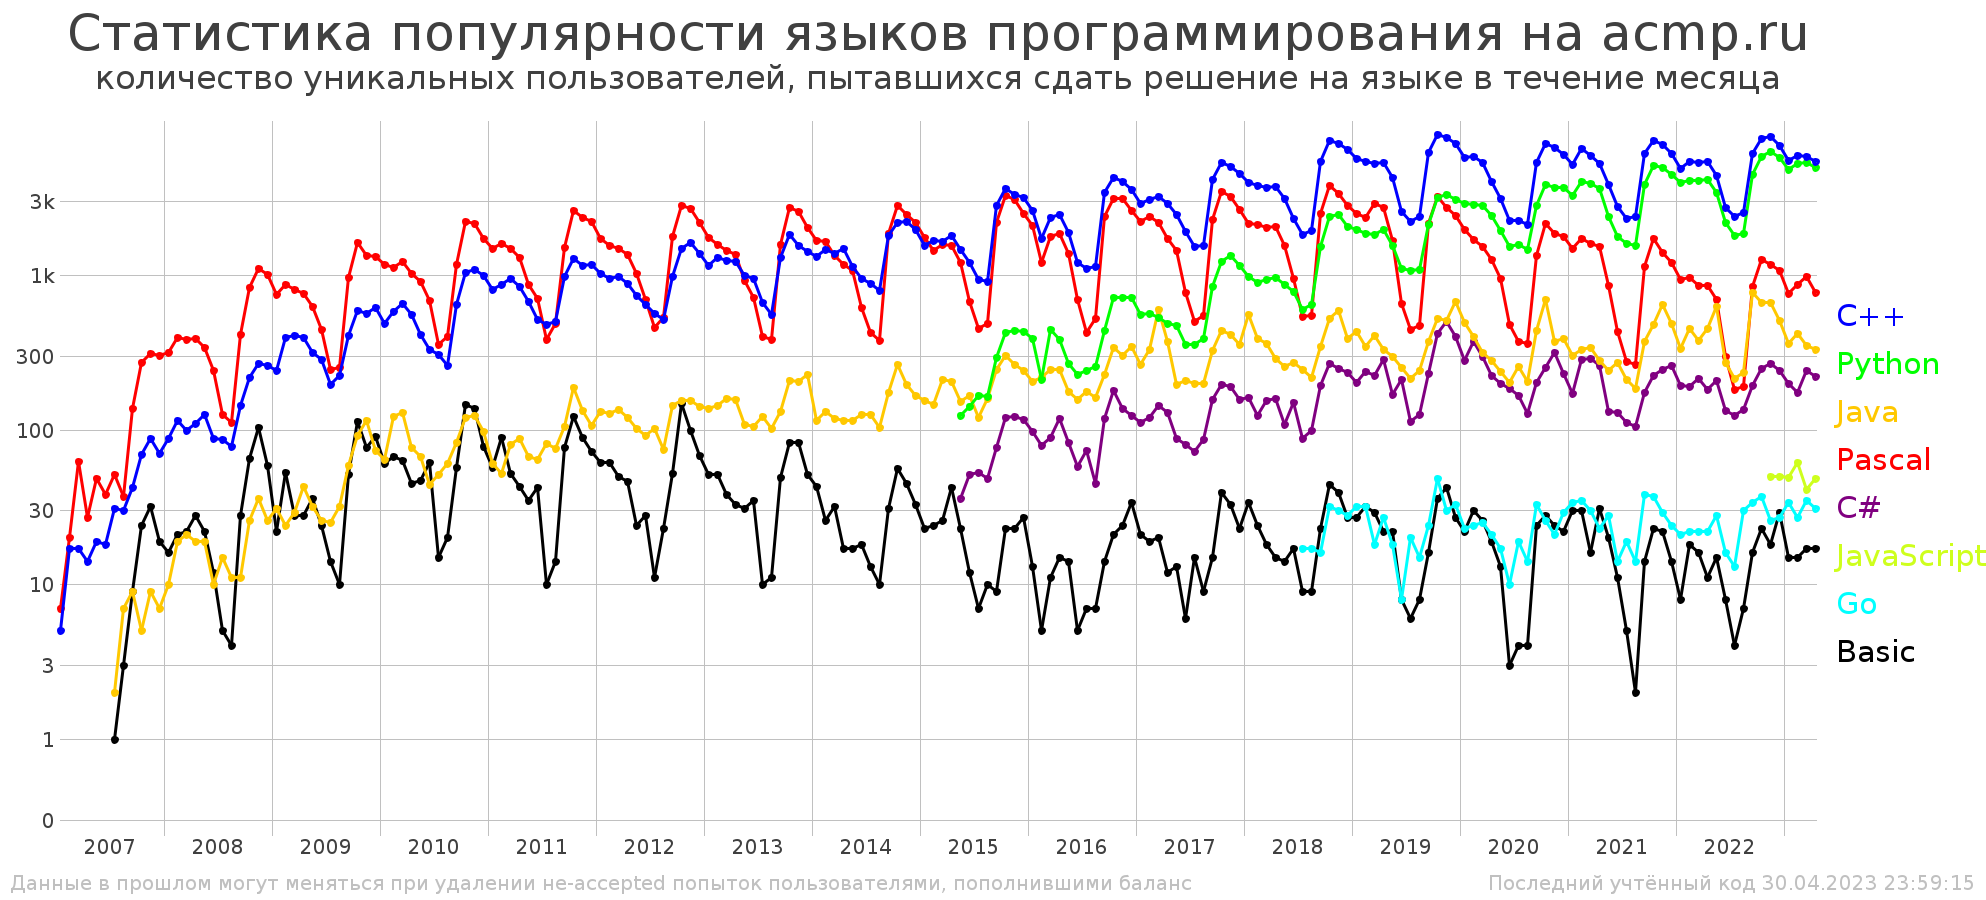 Статистика популярности языков программирования на acmp.ru
количество уникальных пользователей, пытавшихся сдать решение на языке в течение месяца
3k
1k
300
100
30
10
3
1
0
C++
Python
Java
Pascal
C#
JavaScript
Go
Basic
2007 2008 2009 2010 2011 2012 2013 2014 2015 2016 2017 2018 2019 2020 2021 2022
Данные в прошлом могут меняться при удалении не-accepted попыток пользователями, пополнившими баланс
Последний учтённый код 30.04.2023 23:59:15